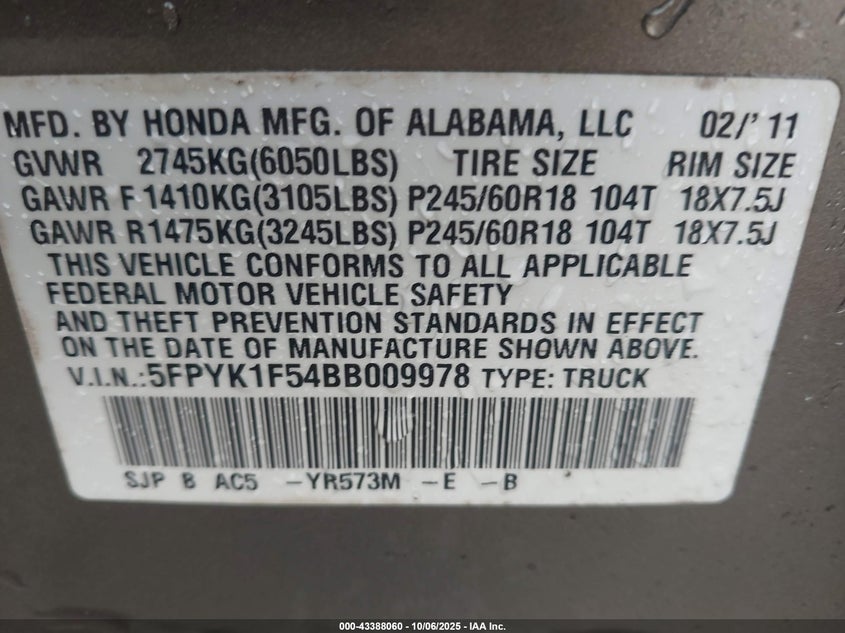 MFD. BY HONDA MFG. OF ALABAMA, LLC 02/'11
GVWR 2745KG(6050LBS) TIRE SIZE RIM SIZE
GAWR F1410KG(3105LBS) P245/60R18 104T 18X7.5J
GAWR R1475KG(3245LBS) P245/60R18 104T 18X7.5J
THIS VEHICLE CONFORMS TO ALL APPLICABLE
FEDERAL MOTOR VEHICLE SAFETY
AND THEFT PREVENTION STANDARDS IN EFFECT
ON THE DATE OF MANUFACTURE SHOWN ABOVE.
V.I.N.:5FPYK1F54BB009978 TYPE: TRUCK
SJP B AC5 -YR573M -E -B
000-43388060 - 10/06/2025 - IAA Inc.